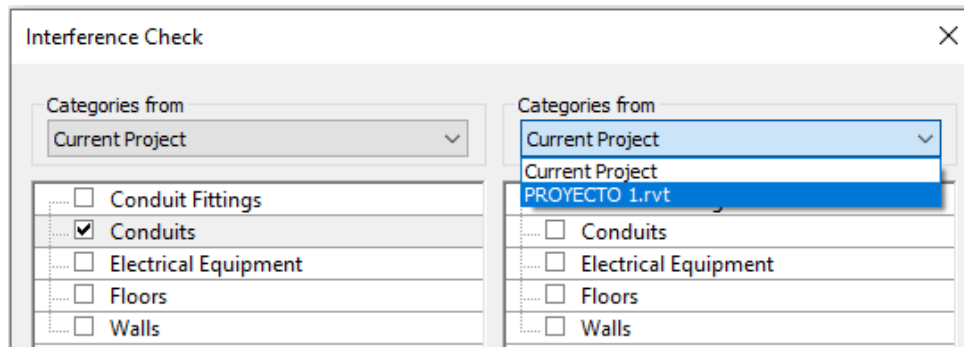 Interference Check
Categories from
Current Project
Conduit Fittings
Conduits
Electrical Equipment
Floors
Walls
Categories from
Current Project
Current Project
PROYECTO 1.rvt
Conduits
Electrical Equipment
Floors
Walls